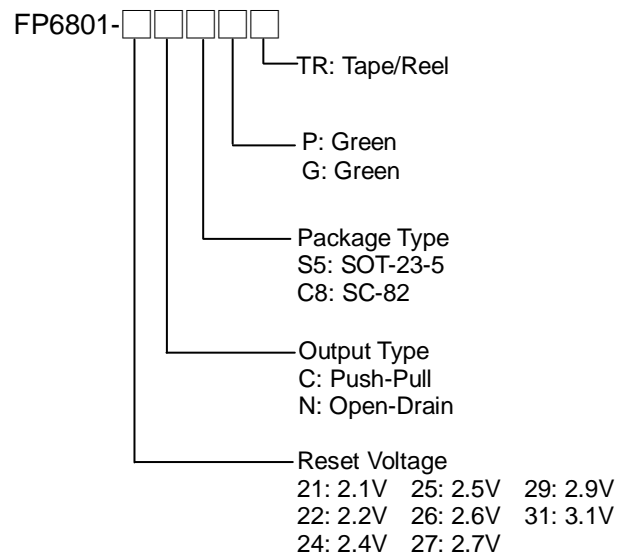 FP6801-
TR: Tape/Reel
P: Green
G: Green
Package Type
S5: SOT-23-5
C8: SC-82
Output Type
C: Push-Pull
N: Open-Drain
Reset Voltage
21: 2.1V 25: 2.5V 29: 2.9V
22: 2.2V 26: 2.6V 31: 3.1V
24: 2.4V 27: 2.7V